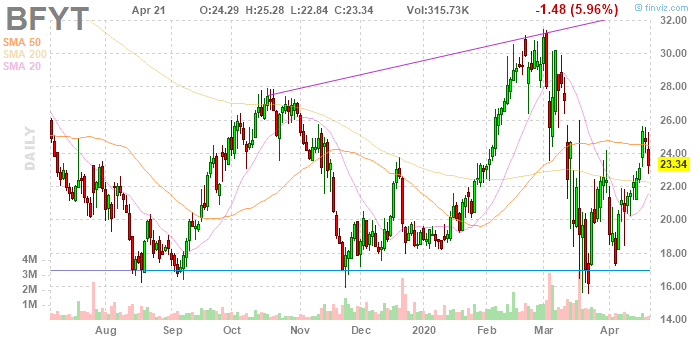 BFYT Apr 21 O:24.29 H:25.28 L:22.84 C:23.34 Vol:315.73K -1.48 (5.96%) © finviz.com
SMA 50
SMA 200
SMA 20
DAILY
32.00
30.00
28.00
26.00
24.00
23.34
22.00
20.00
18.00
16.00
14.00
4M
3M
2M
1M
Aug Sep Oct Nov Dec 2020 Feb Mar Apr